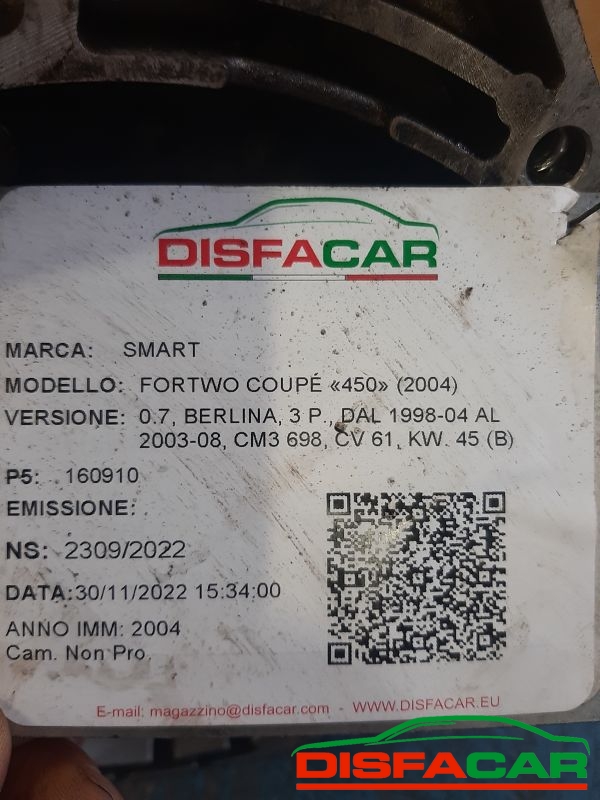 DISFACAR
MARCA: SMART
MODELLO: FORTWO COUPÉ «450» (2004)
VERSIONE: 0.7, BERLINA, 3 P., DAL 1998-04 AL
2003-08, CM3 698, CV 61, KW. 45 (B)
P5: 160910
EMISSIONE:
NS: 2309/2022
DATA:30/11/2022 15:34:00
ANNO IMM: 2004
Cam. Non Pro.
E-mail: magazzino@disfacar.com - WWW.DISFACAR.EU
DISFACAR